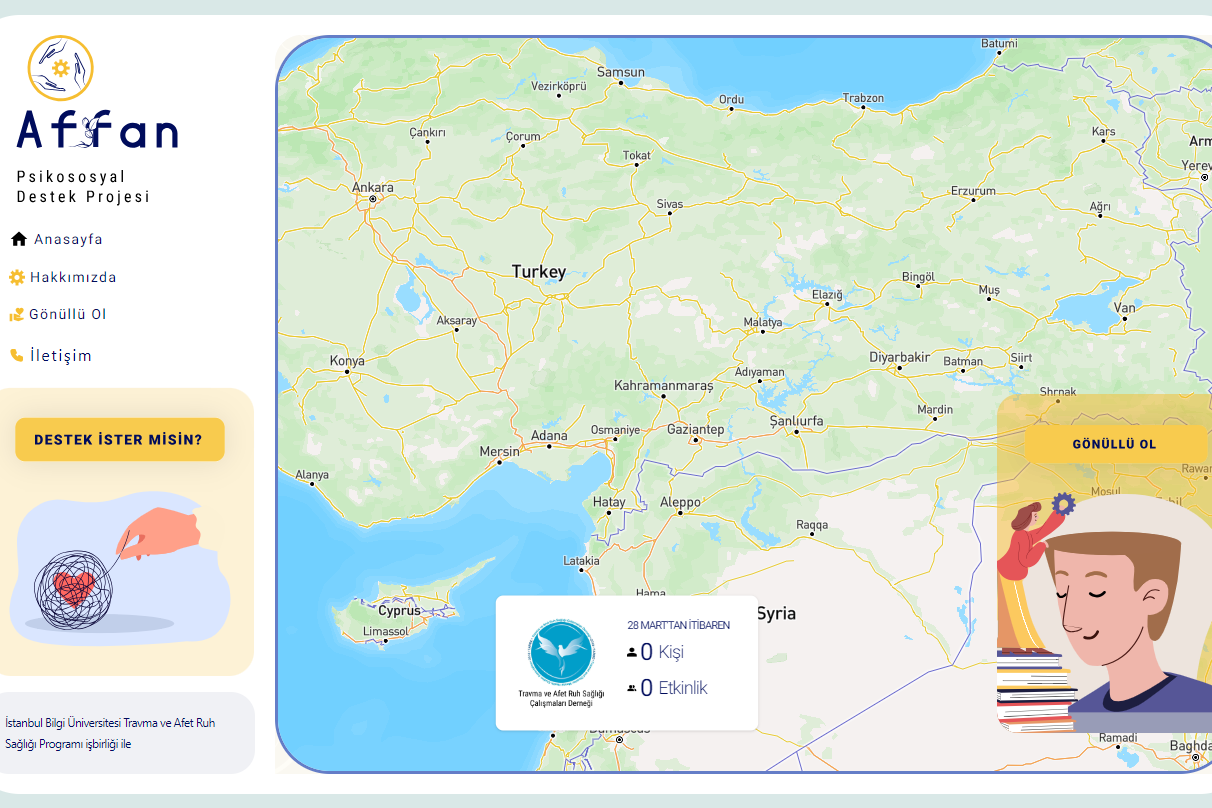 Affan
Psikososyal
Destek Projesi
Anasayfa
Hakkımızda
Gönüllü Ol
İletişim
DESTEK İSTER MİSİN?
İstanbul Bilgi Üniversitesi Travma ve Afet Ruh
Sağlığı Programı işbirliği ile
Batumi
Samsun
Vezirköprü
Ordu
Trabzon
Çankırı
Çorum
Kars
Arm
Tokat
Yerev
Ankara
Erzurum
Sivas
Ağrı
Turkey
Bingöl
Muş
Elazığ
Van
Aksaray
Malatya
Konya
Diyarbakir
Batman
Siirt
Adıyaman
Kahramanmaraş
Shrnak
Mardin
Şanlıurfa
Gaziantep
Osmaniye
Adana
Mersin
GÖNÜLLÜ OL
Rawan
Alanya
Mosul
Hatay
Aleppo
Raqqa
Latakia
Hama
Cyprus
Limassol
Syria
28 MART'TAN İTİBAREN
0 Kişi
0 Etkinlik
Travma ve Afet Ruh Sağlığı
Çalışmaları Derneği
Damascus
Ramadi
Baghda